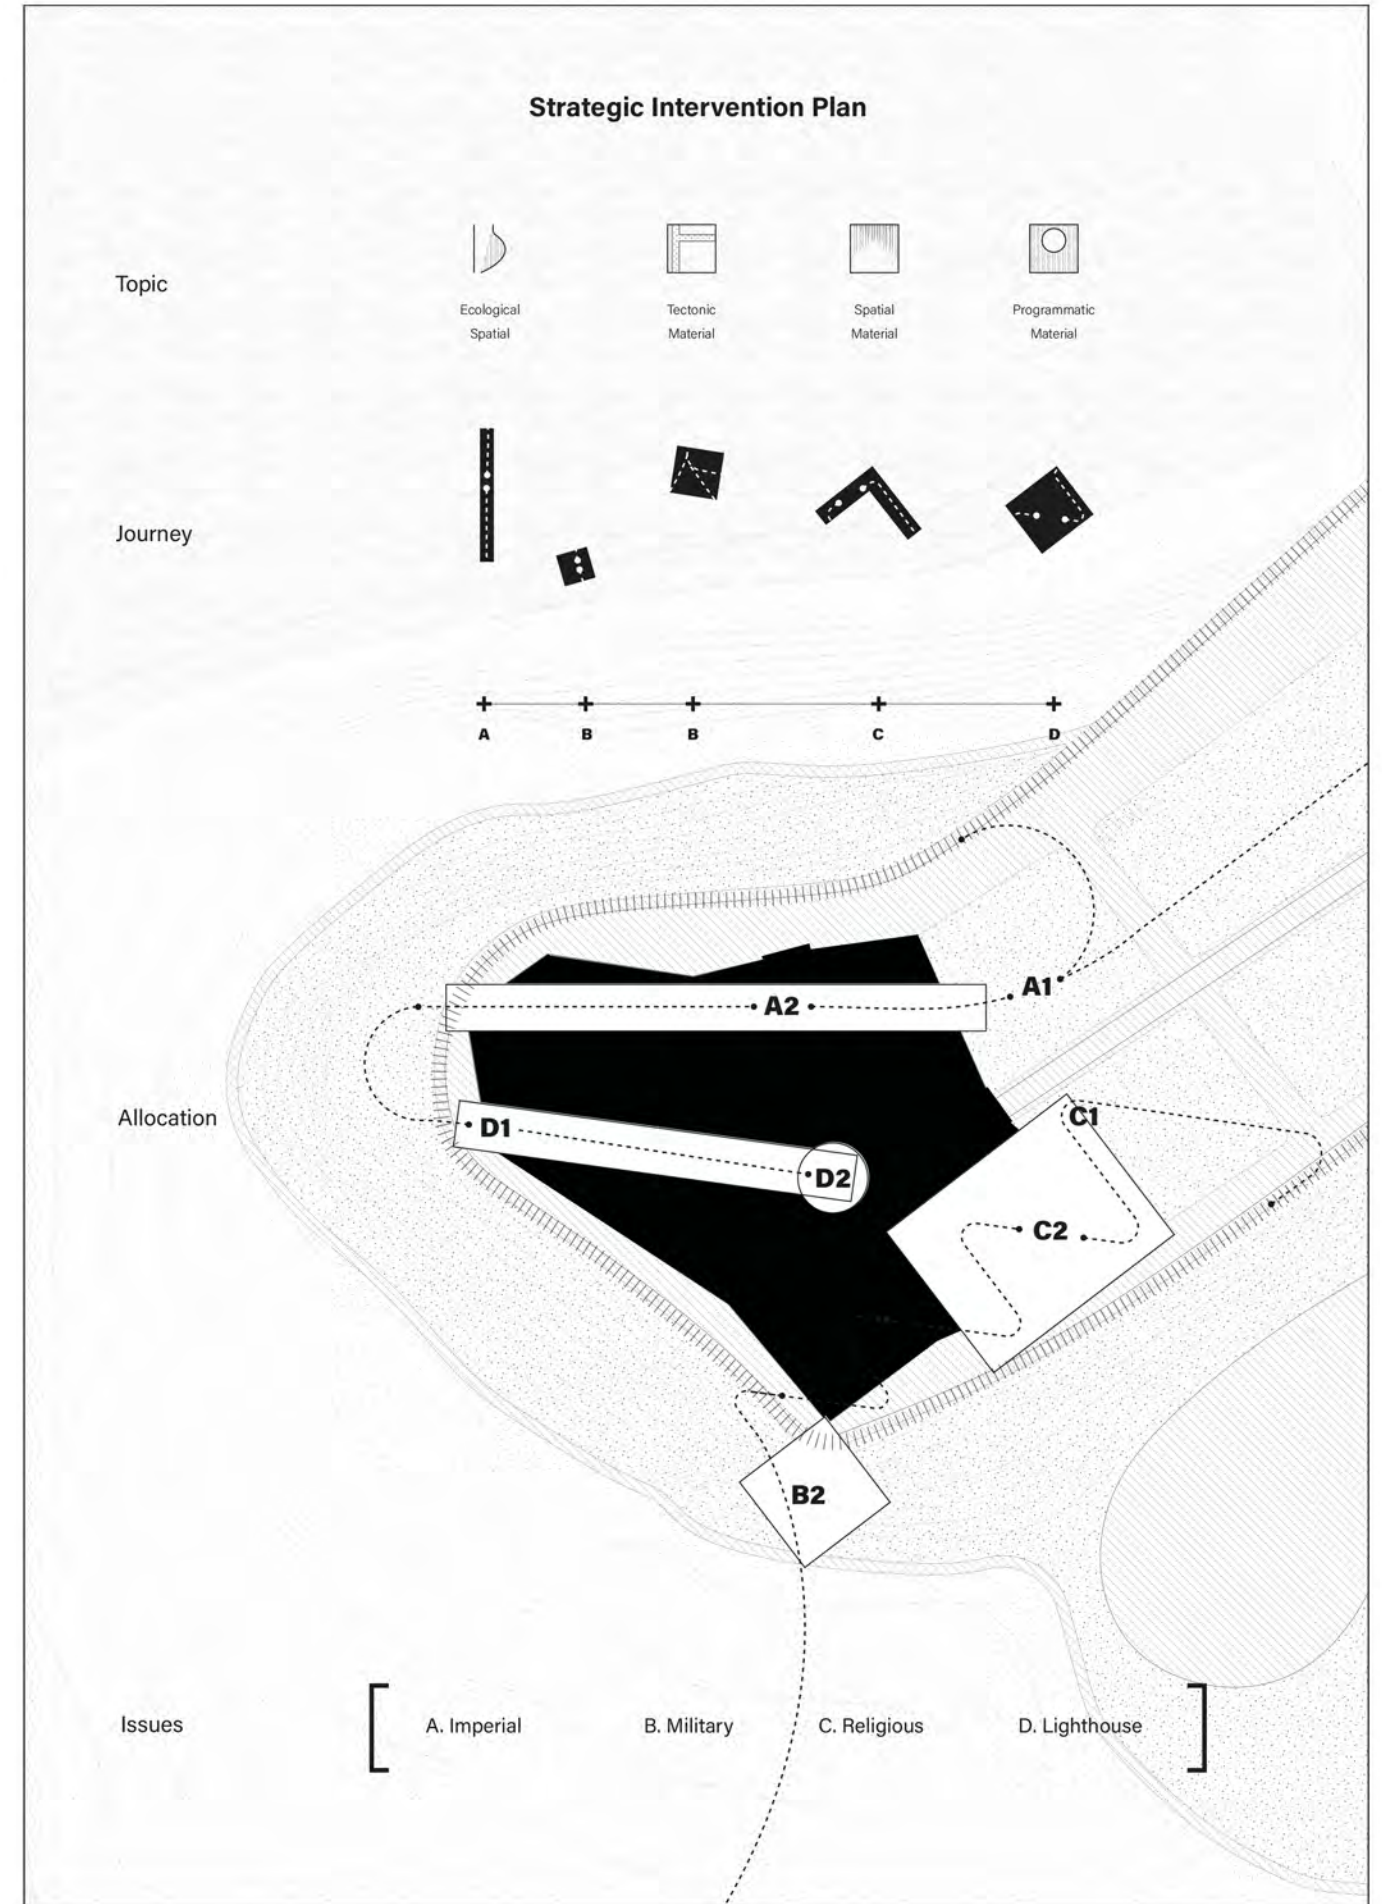 Strategic Intervention Plan
Topic
Ecological
Spatial
Tectonic
Material
Spatial
Material
Programmatic
Material
Journey
A
B
B
C
D
A1
A2
C1
D1
D2
C2
Allocation
B2
Issues
A. Imperial
B. Military
C. Religious
D. Lighthouse